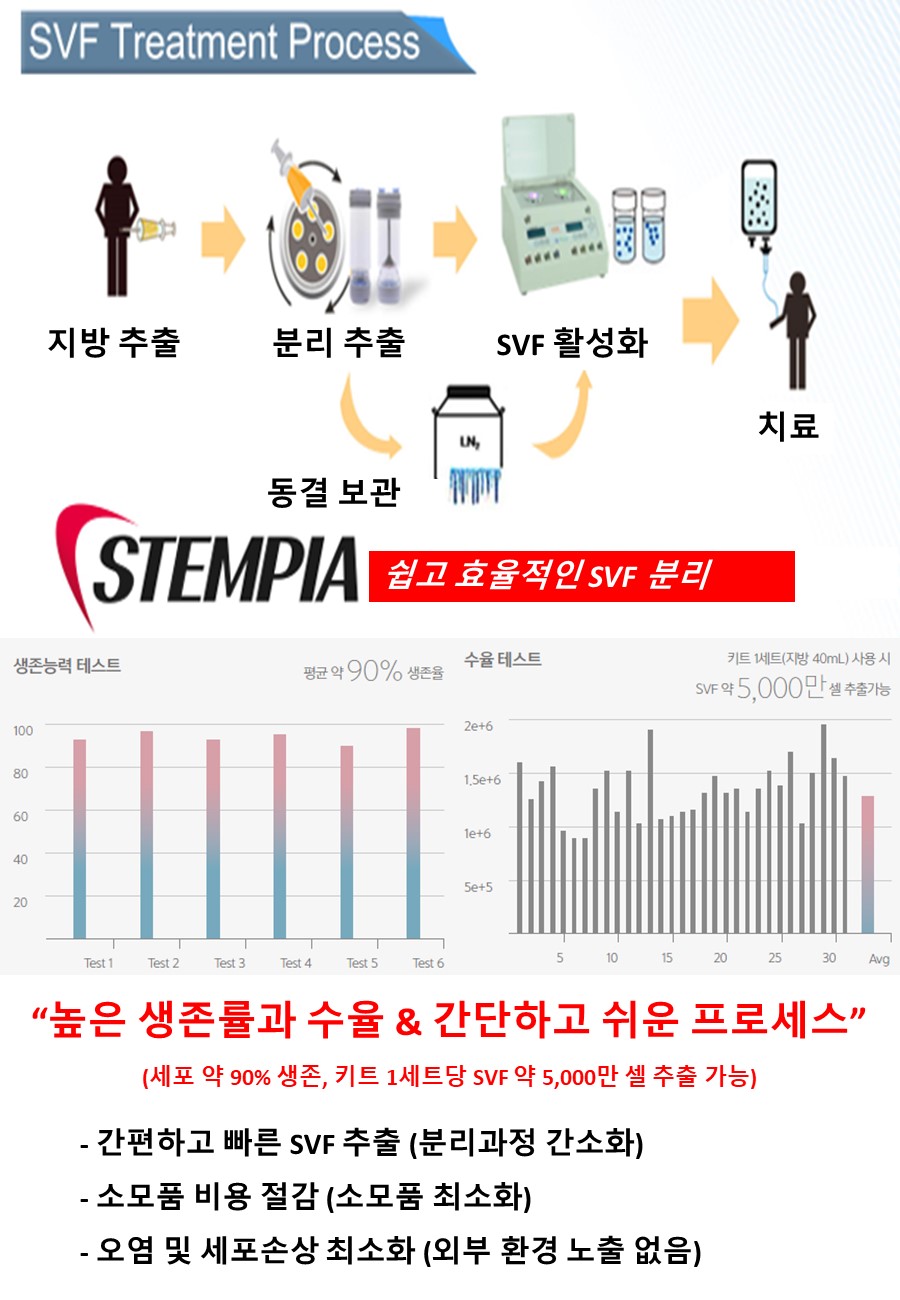 SVF Treatment Process
지방 추출
분리 추출
SVF 활성화
치료
LN₂
동결 보관
STEMPIA
쉽고 효율적인 SVF 분리
생존능력 테스트
평균 약 90% 생존율
100
80
60
40
20
Test 1 Test 2 Test 3 Test 4 Test 5 Test 6
수율 테스트
키트 1세트(지방 40mL) 사용 시
SVF 약 5,000만 셀 추출가능
2e+6
1.5e+6
1e+6
5e+5
5 10 15 20 25 30 Avg
“높은 생존률과 수율 & 간단하고 쉬운 프로세스”
(세포 약 90% 생존, 키트 1세트당 SVF 약 5,000만 셀 추출 가능)
- 간편하고 빠른 SVF 추출 (분리과정 간소화)
- 소모품 비용 절감 (소모품 최소화)
- 오염 및 세포손상 최소화 (외부 환경 노출 없음)